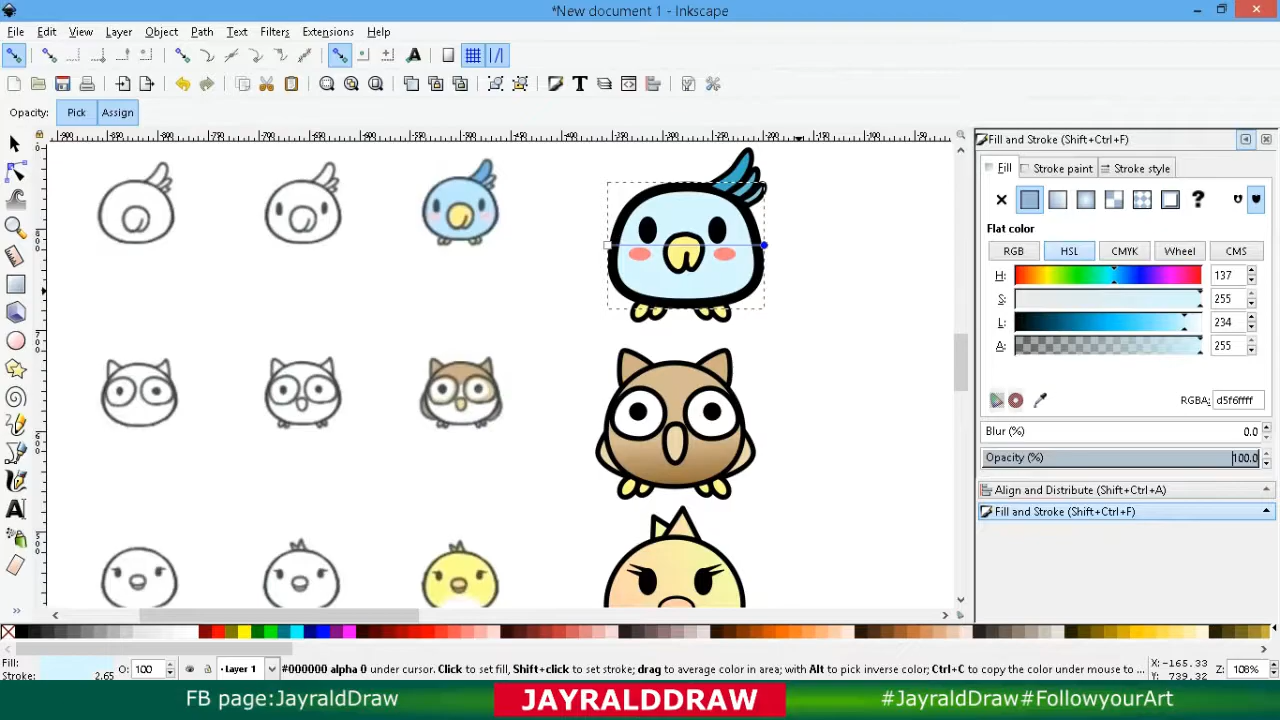 *New document 1 - Inkscape
File Edit View Layer Object Path Text Filters Extensions Help
Opacity: Pick Assign
Fill and Stroke (Shift+Ctrl+F)
Fill Stroke paint Stroke style
Flat color
RGB HSL CMYK Wheel CMS
H: 137
S: 255
L: 234
A: 255
RGBA: d5f6ffff
Blur (%) 0.0
Opacity (%) 100.0
Align and Distribute (Shift+Ctrl+A)
Fill and Stroke (Shift+Ctrl+F)
Fill:
Stroke: 2.65
O: 100
Layer 1
#000000 alpha 0 under cursor. Click to set fill, Shift+click to set stroke; drag to average color in area; with Alt to pick inverse color; Ctrl+C to copy the color under mouse to ...
X: -165.33
Y: 739.32
Z: 108%
FB page:JayraldDraw
JAYRALDDRAW
#JayraldDraw#FollowyourArt